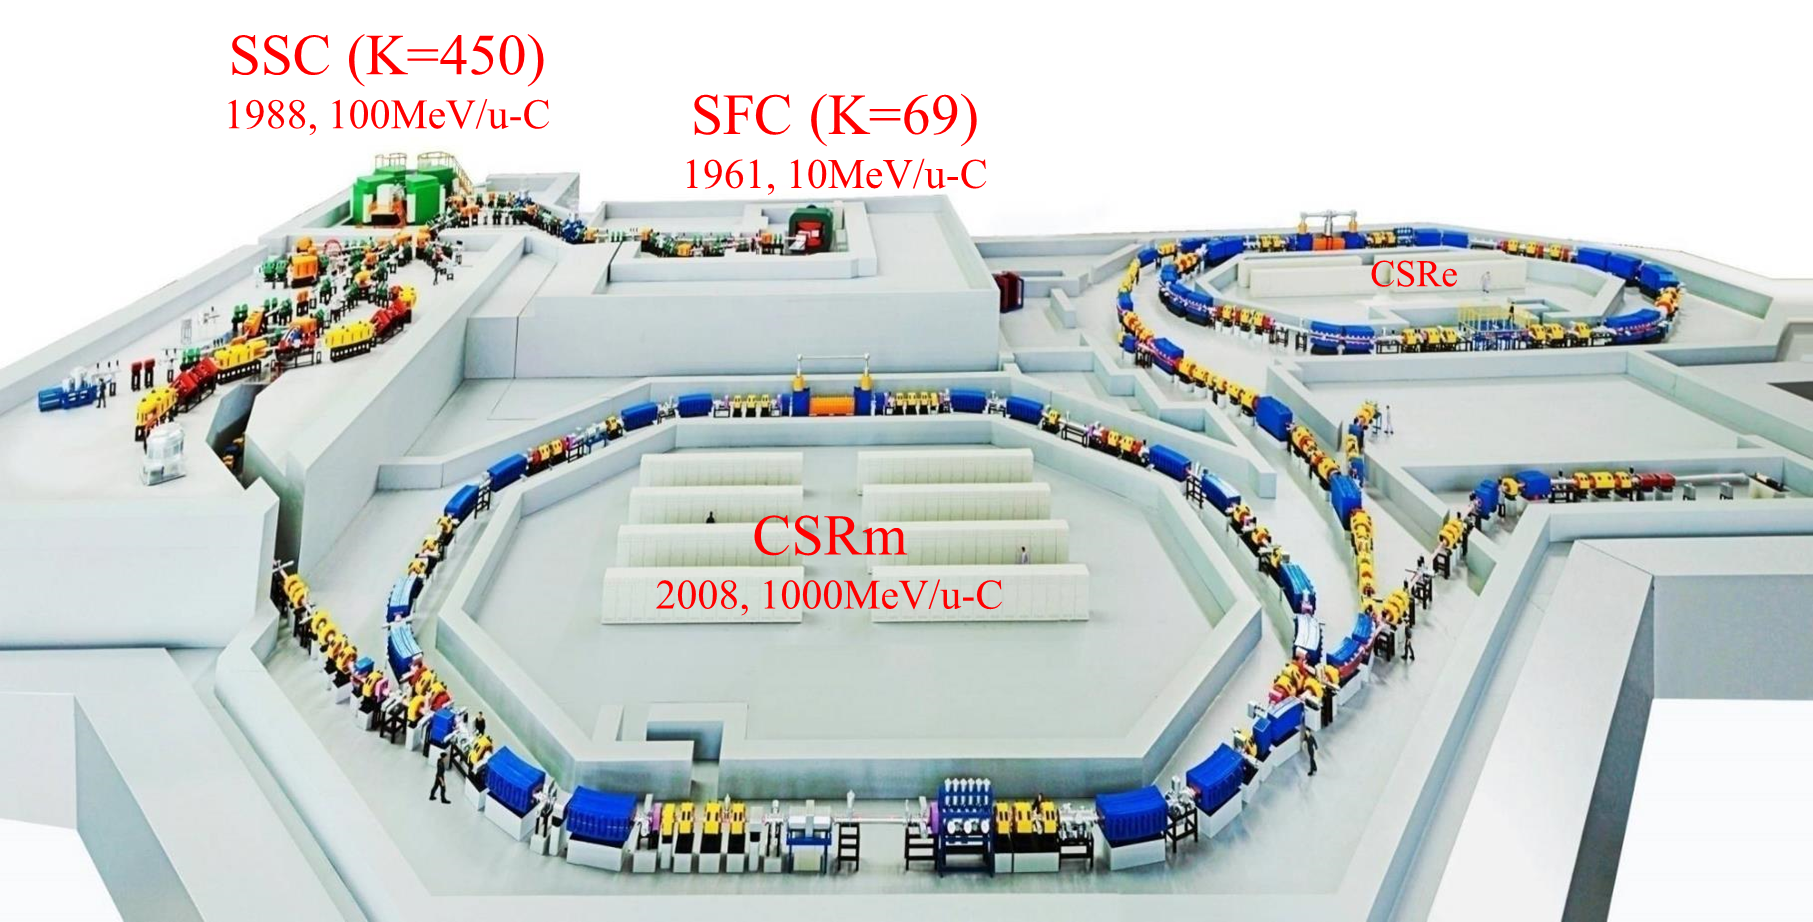 SSC (K=450)
1988, 100MeV/u-C
SFC (K=69)
1961, 10MeV/u-C
CSRe
CSRm
2008, 1000MeV/u-C